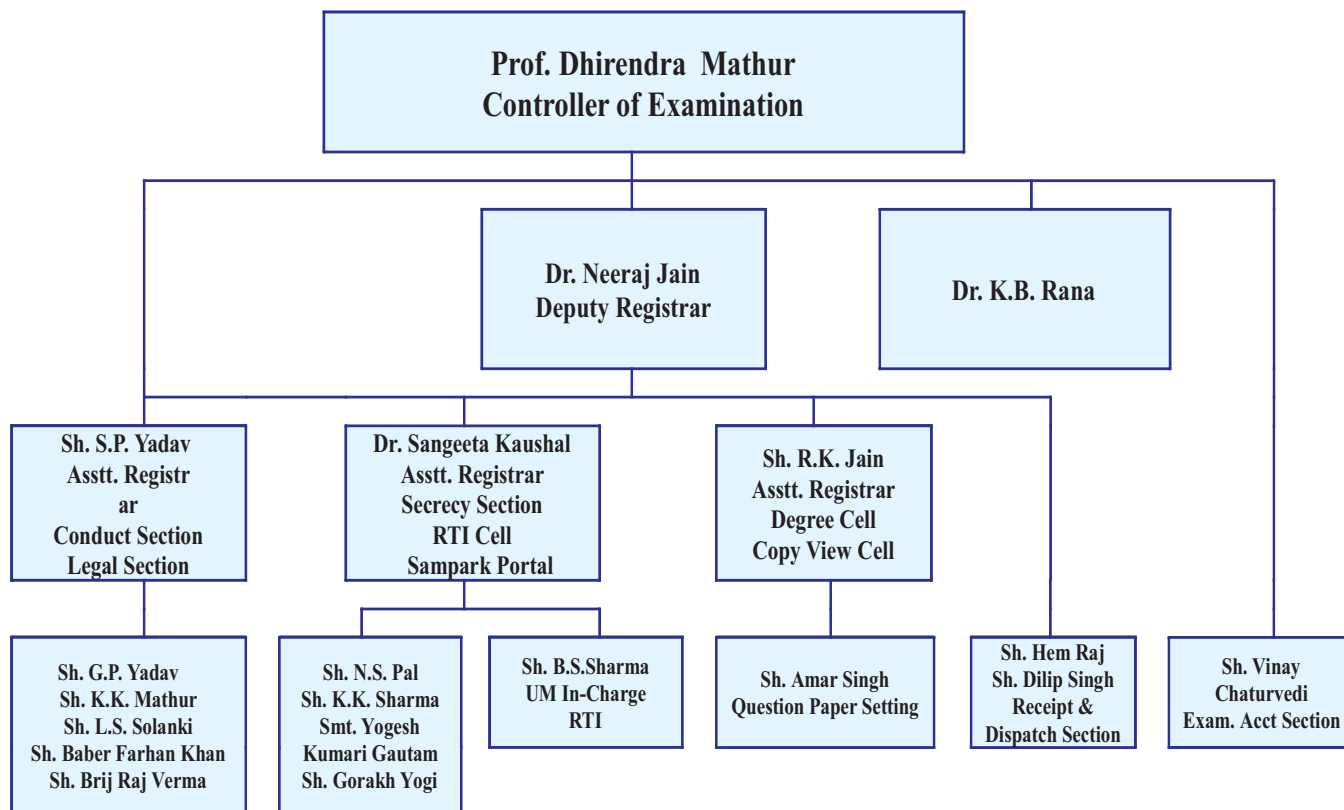 Prof. Dhirendra Mathur
Controller of Examination
Dr. Neeraj Jain
Deputy Registrar
Dr. K.B. Rana
Sh. S.P. Yadav
Asstt. Registr
ar
Conduct Section
Legal Section
Dr. Sangeeta Kaushal
Asstt. Registrar
Secrecy Section
RTI Cell
Sampark Portal
Sh. R.K. Jain
Asstt. Registrar
Degree Cell
Copy View Cell
Sh. G.P. Yadav
Sh. K.K. Mathur
Sh. L.S. Solanki
Sh. Baber Farhan Khan
Sh. Brij Raj Verma
Sh. N.S. Pal
Sh. K.K. Sharma
Smt. Yogesh
Kumari Gautam
Sh. Gorakh Yogi
Sh. B.S.Sharma
UM In-Charge
RTI
Sh. Amar Singh
Question Paper Setting
Sh. Hem Raj
Sh. Dilip Singh
Receipt &
Dispatch Section
Sh. Vinay
Chaturvedi
Exam. Acct Section